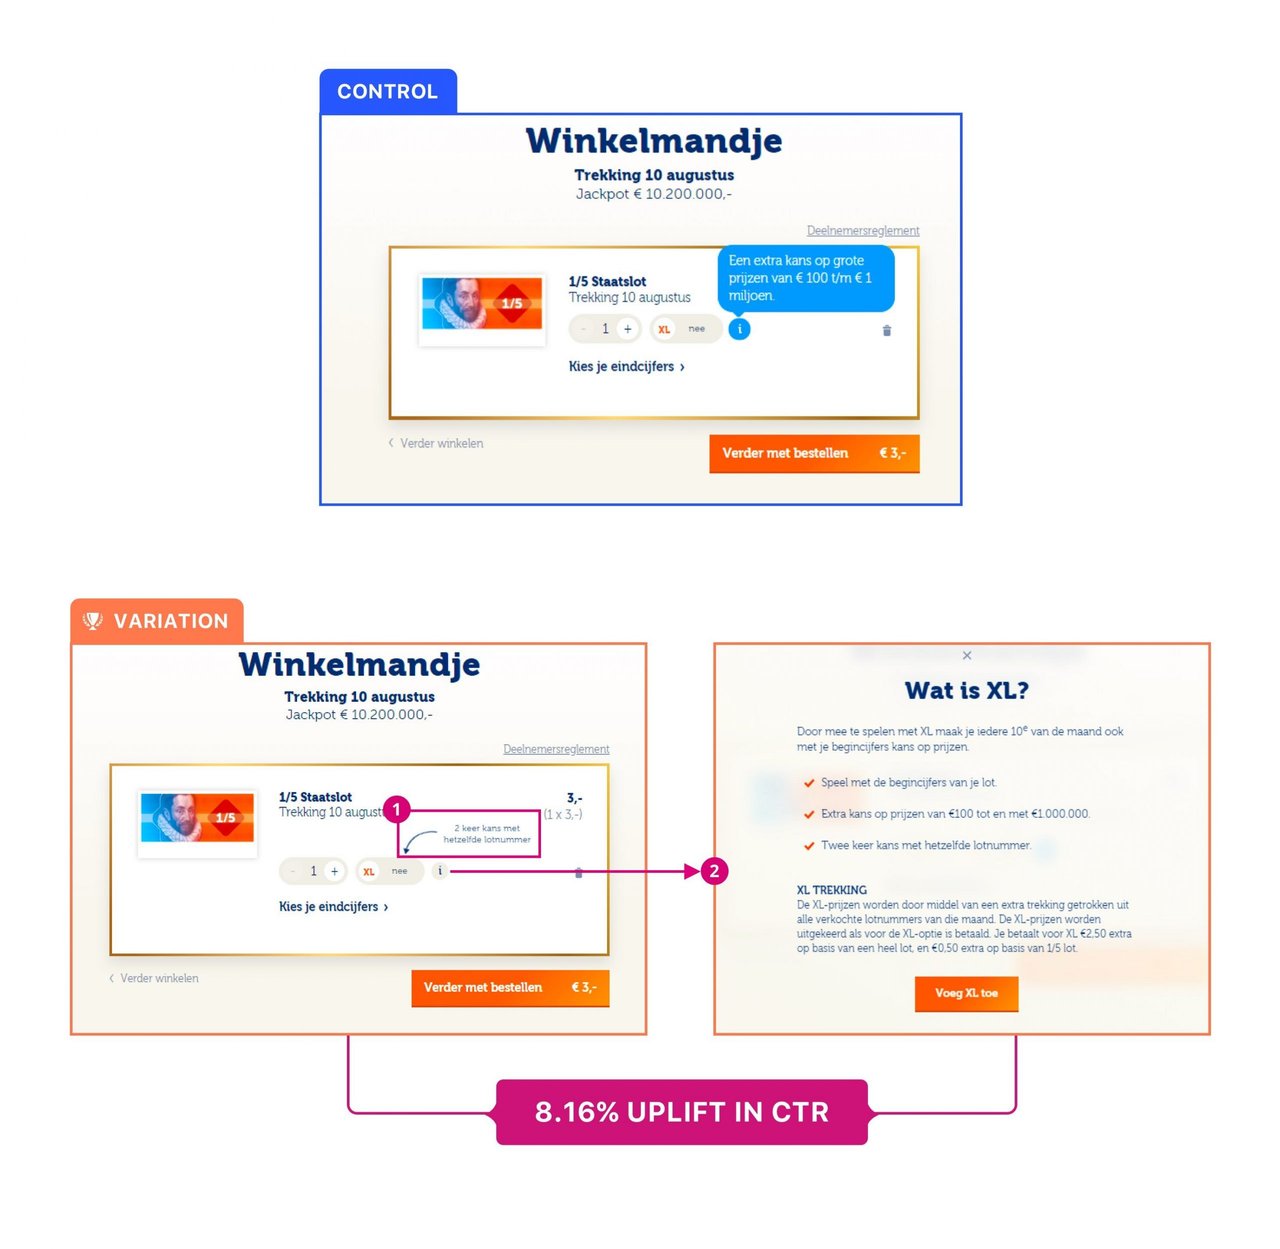 CONTROL
Winkelmandje
Trekking 10 augustus
Jackpot € 10.200.000,-
Deelnemersreglement
Een extra kans op grote
prijzen van € 100 t/m € 1
miljoen.
1/5 Staatslot
Trekking 10 augustus
1/5
- 1 + XL nee i
Kies je eindcijfers ›
‹ Verder winkelen
Verder met bestellen € 3,-
VARIATION
Winkelmandje
Trekking 10 augustus
Jackpot € 10.200.000,-
Deelnemersreglement
1/5 Staatslot 3,-
Trekking 10 august (1 x 3,-)
1
2 keer kans met
hetzelfde lotnummer
1/5
- 1 + XL nee i
2
Kies je eindcijfers ›
‹ Verder winkelen
Verder met bestellen € 3,-
×
Wat is XL?
Door mee te spelen met XL maak je iedere 10e van de maand ook
met je begincijfers kans op prijzen.
Speel met de begincijfers van je lot.
Extra kans op prijzen van €100 tot en met €1.000.000.
Twee keer kans met hetzelfde lotnummer.
XL TREKKING
De XL-prijzen worden door middel van een extra trekking getrokken uit
alle verkochte lotnummers van die maand. De XL-prijzen worden
uitgekeerd als voor de XL-optie is betaald. Je betaalt voor XL €2,50 extra
op basis van een heel lot, en €0,50 extra op basis van 1/5 lot.
Voeg XL toe
8.16% UPLIFT IN CTR